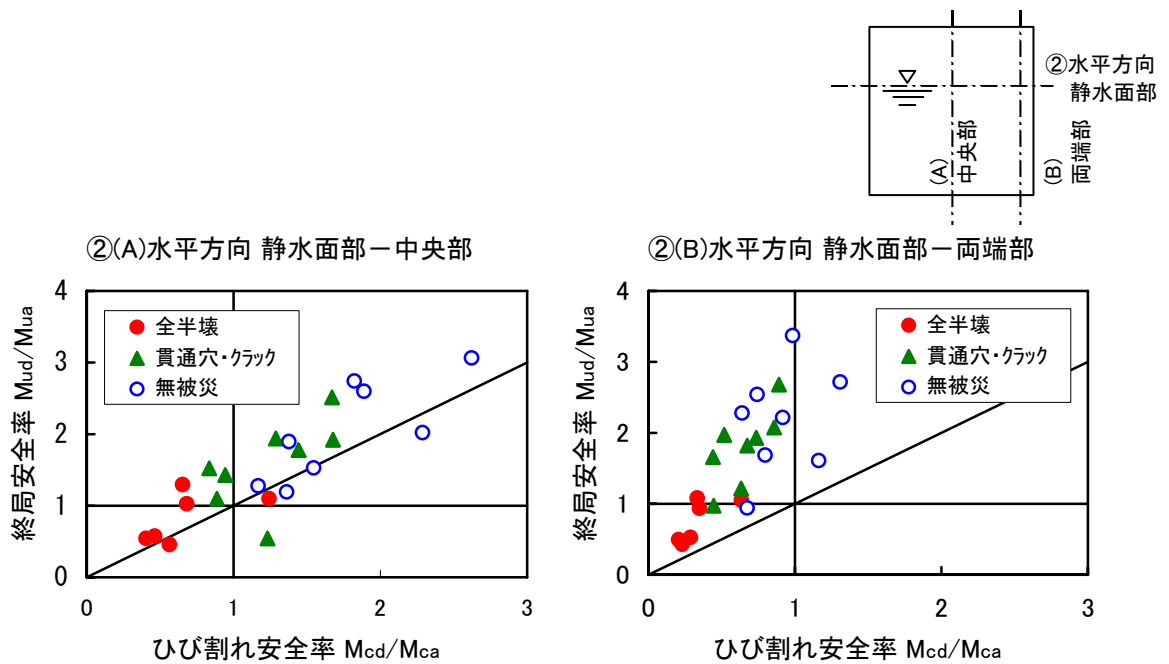 ②水平方向
静水面部
(A)
中央部
(B)
両端部
②(A)水平方向 静水面部－中央部
終局安全率 Mud/Mua
4
3
2
1
0
全半壊
貫通穴・クラック
無被災
0
1
2
3
ひび割れ安全率 Mcd/Mca
②(B)水平方向 静水面部－両端部
終局安全率 Mud/Mua
4
3
2
1
0
全半壊
貫通穴・クラック
無被災
0
1
2
3
ひび割れ安全率 Mcd/Mca